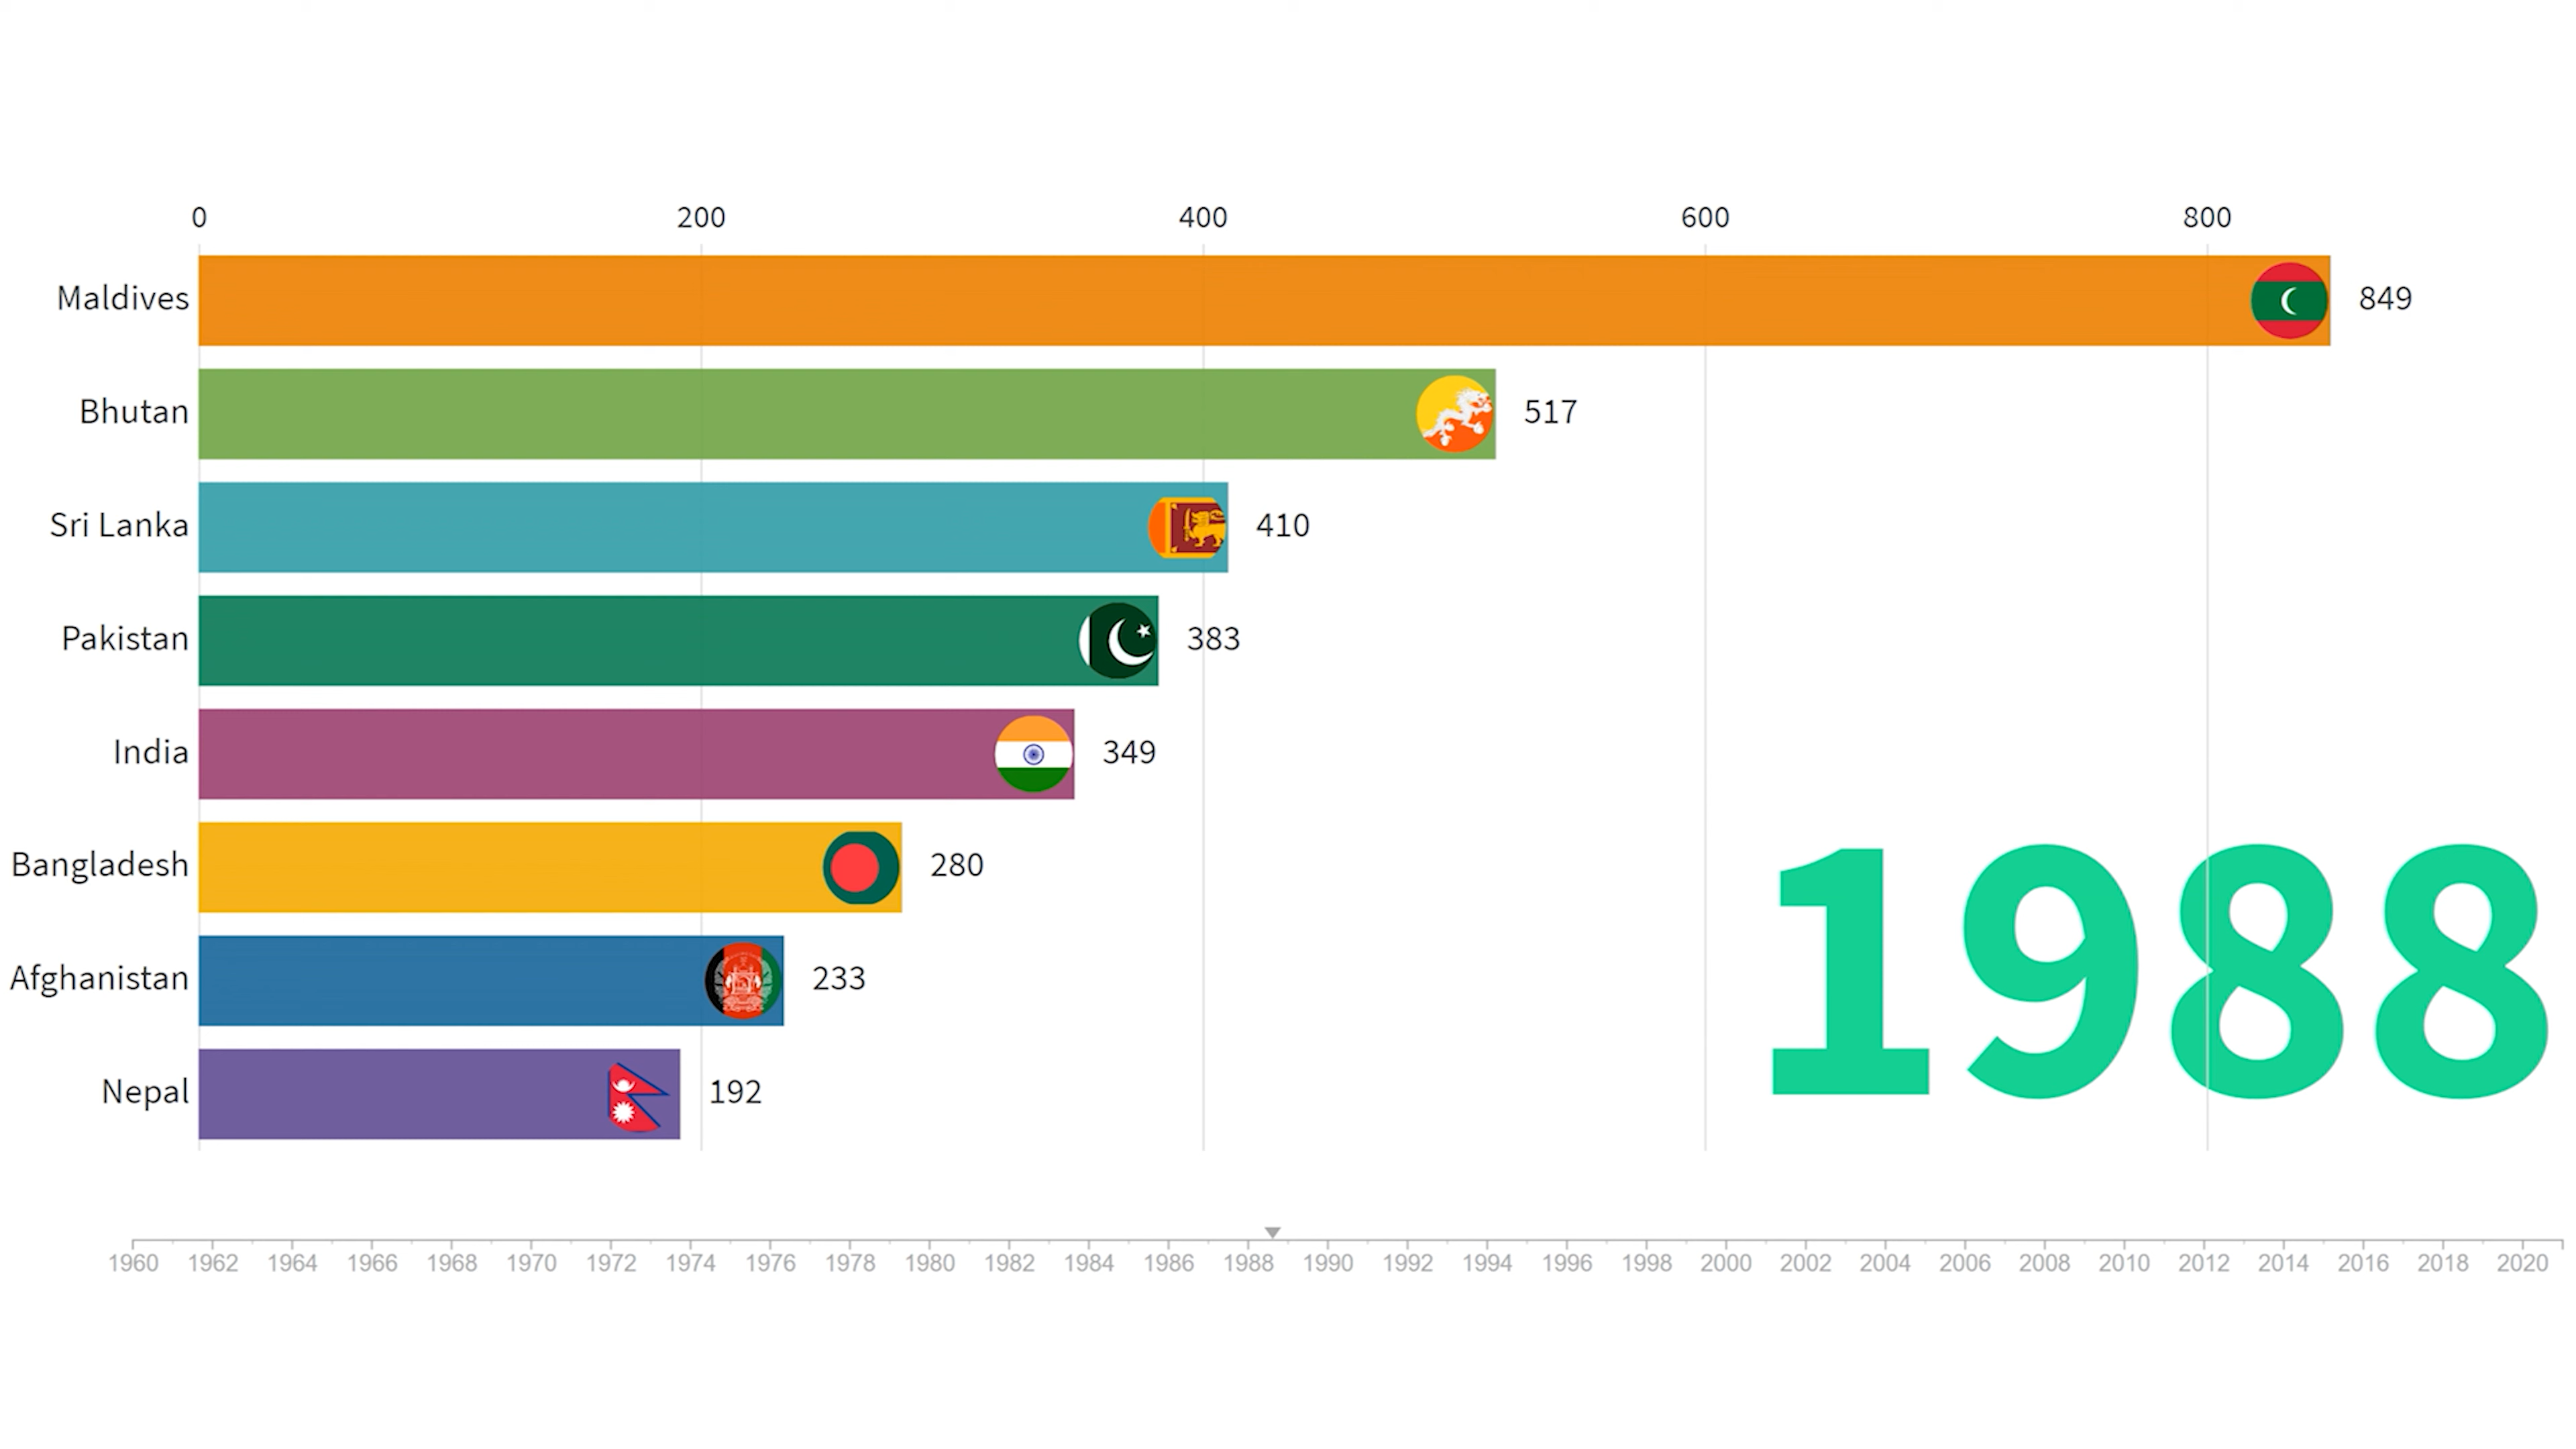 0 200 400 600 800
Maldives 849
Bhutan 517
Sri Lanka 410
Pakistan 383
India 349
Bangladesh 280
Afghanistan 233
Nepal 192
1988
1960 1962 1964 1966 1968 1970 1972 1974 1976 1978 1980 1982 1984 1986 1988 1990 1992 1994 1996 1998 2000 2002 2004 2006 2008 2010 2012 2014 2016 2018 2020